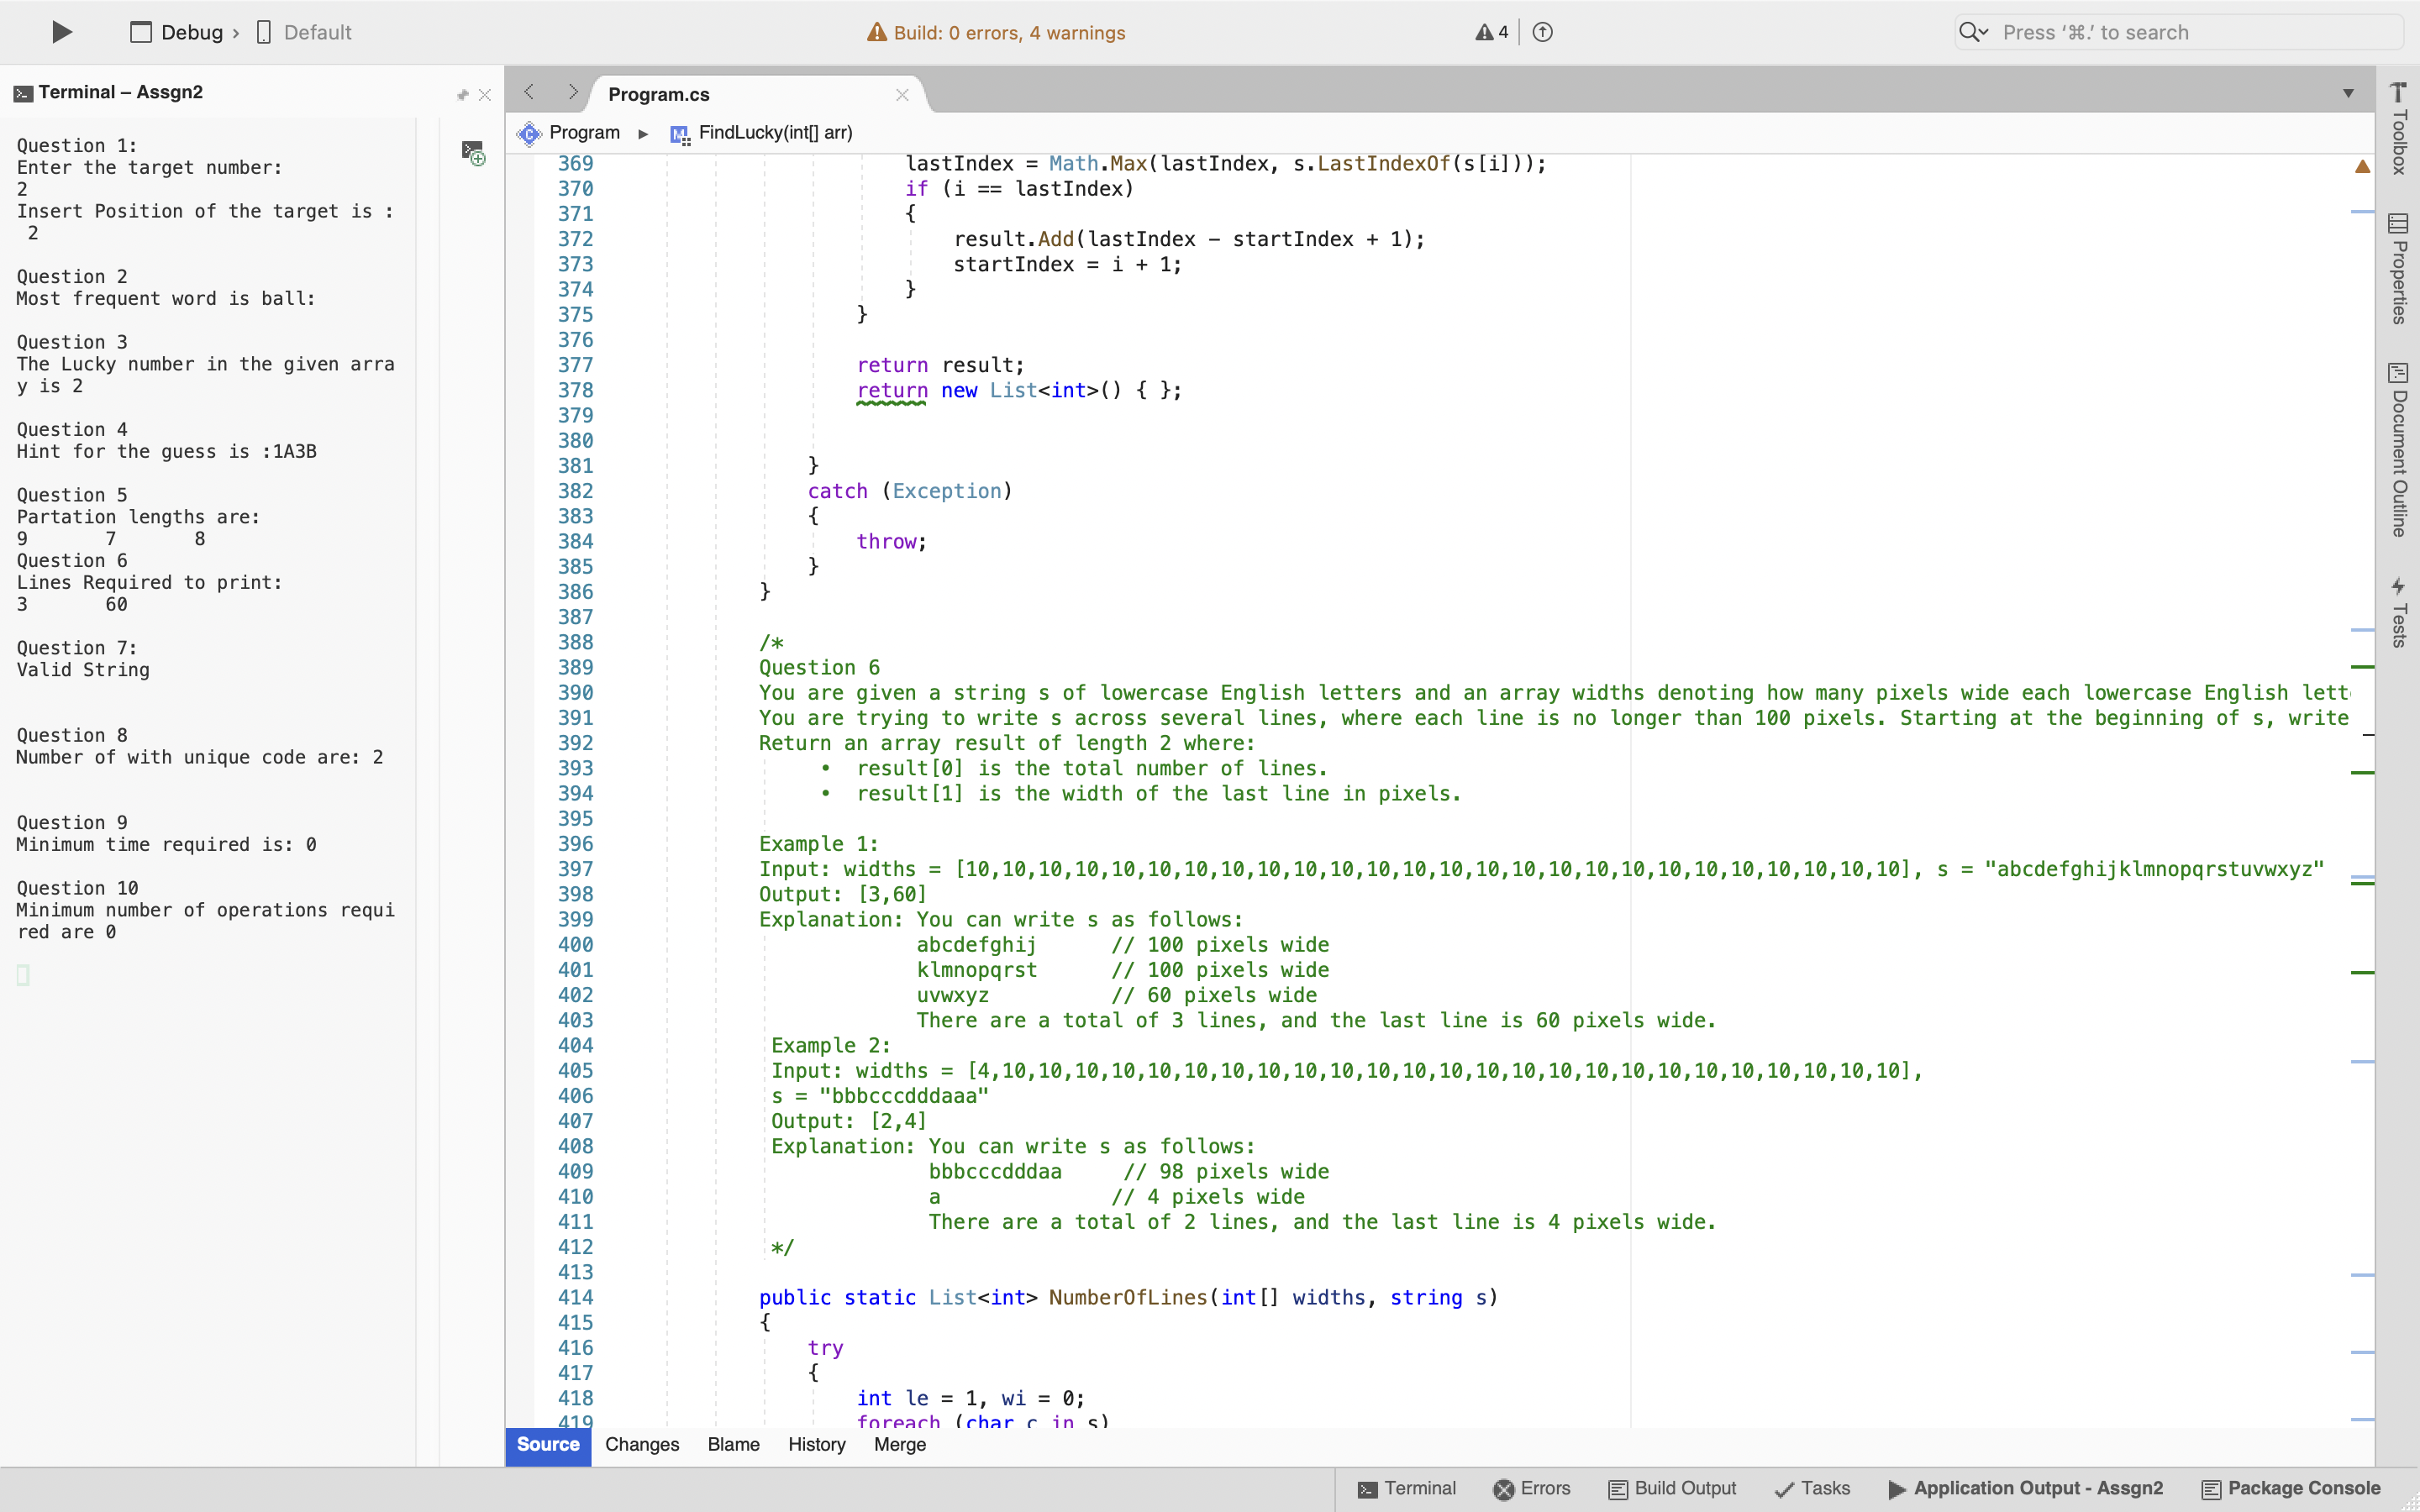 Debug › Default
Build: 0 errors, 4 warnings
4
Press ‘⌘.’ to search
Terminal – Assgn2
Question 1:
Enter the target number:
2
Insert Position of the target is :
2
Question 2
Most frequent word is ball:
Question 3
The Lucky number in the given arra
y is 2
Question 4
Hint for the guess is :1A3B
Question 5
Partation lengths are:
9 7 8
Question 6
Lines Required to print:
3 60
Question 7:
Valid String
Question 8
Number of with unique code are: 2
Question 9
Minimum time required is: 0
Question 10
Minimum number of operations requi
red are 0
Program.cs
Program ▸ FindLucky(int[] arr)
369 lastIndex = Math.Max(lastIndex, s.LastIndexOf(s[i]));
370 if (i == lastIndex)
371 {
372 result.Add(lastIndex – startIndex + 1);
373 startIndex = i + 1;
374 }
375 }
376
377 return result;
378 return new List<int>() { };
379
380
381 }
382 catch (Exception)
383 {
384 throw;
385 }
386 }
387
388 /*
389 Question 6
390 You are given a string s of lowercase English letters and an array widths denoting how many pixels wide each lowercase English lett
391 You are trying to write s across several lines, where each line is no longer than 100 pixels. Starting at the beginning of s, write
392 Return an array result of length 2 where:
393 • result[0] is the total number of lines.
394 • result[1] is the width of the last line in pixels.
395
396 Example 1:
397 Input: widths = [10,10,10,10,10,10,10,10,10,10,10,10,10,10,10,10,10,10,10,10,10,10,10,10,10,10], s = "abcdefghijklmnopqrstuvwxyz"
398 Output: [3,60]
399 Explanation: You can write s as follows:
400 abcdefghij // 100 pixels wide
401 klmnopqrst // 100 pixels wide
402 uvwxyz // 60 pixels wide
403 There are a total of 3 lines, and the last line is 60 pixels wide.
404 Example 2:
405 Input: widths = [4,10,10,10,10,10,10,10,10,10,10,10,10,10,10,10,10,10,10,10,10,10,10,10,10,10],
406 s = "bbbcccdddaaa"
407 Output: [2,4]
408 Explanation: You can write s as follows:
409 bbbcccdddaa // 98 pixels wide
410 a // 4 pixels wide
411 There are a total of 2 lines, and the last line is 4 pixels wide.
412 */
413
414 public static List<int> NumberOfLines(int[] widths, string s)
415 {
416 try
417 {
418 int le = 1, wi = 0;
419 foreach (char c in s)
Source Changes Blame History Merge
Toolbox
Properties
Document Outline
Tests
Terminal Errors Build Output Tasks Application Output - Assgn2 Package Console